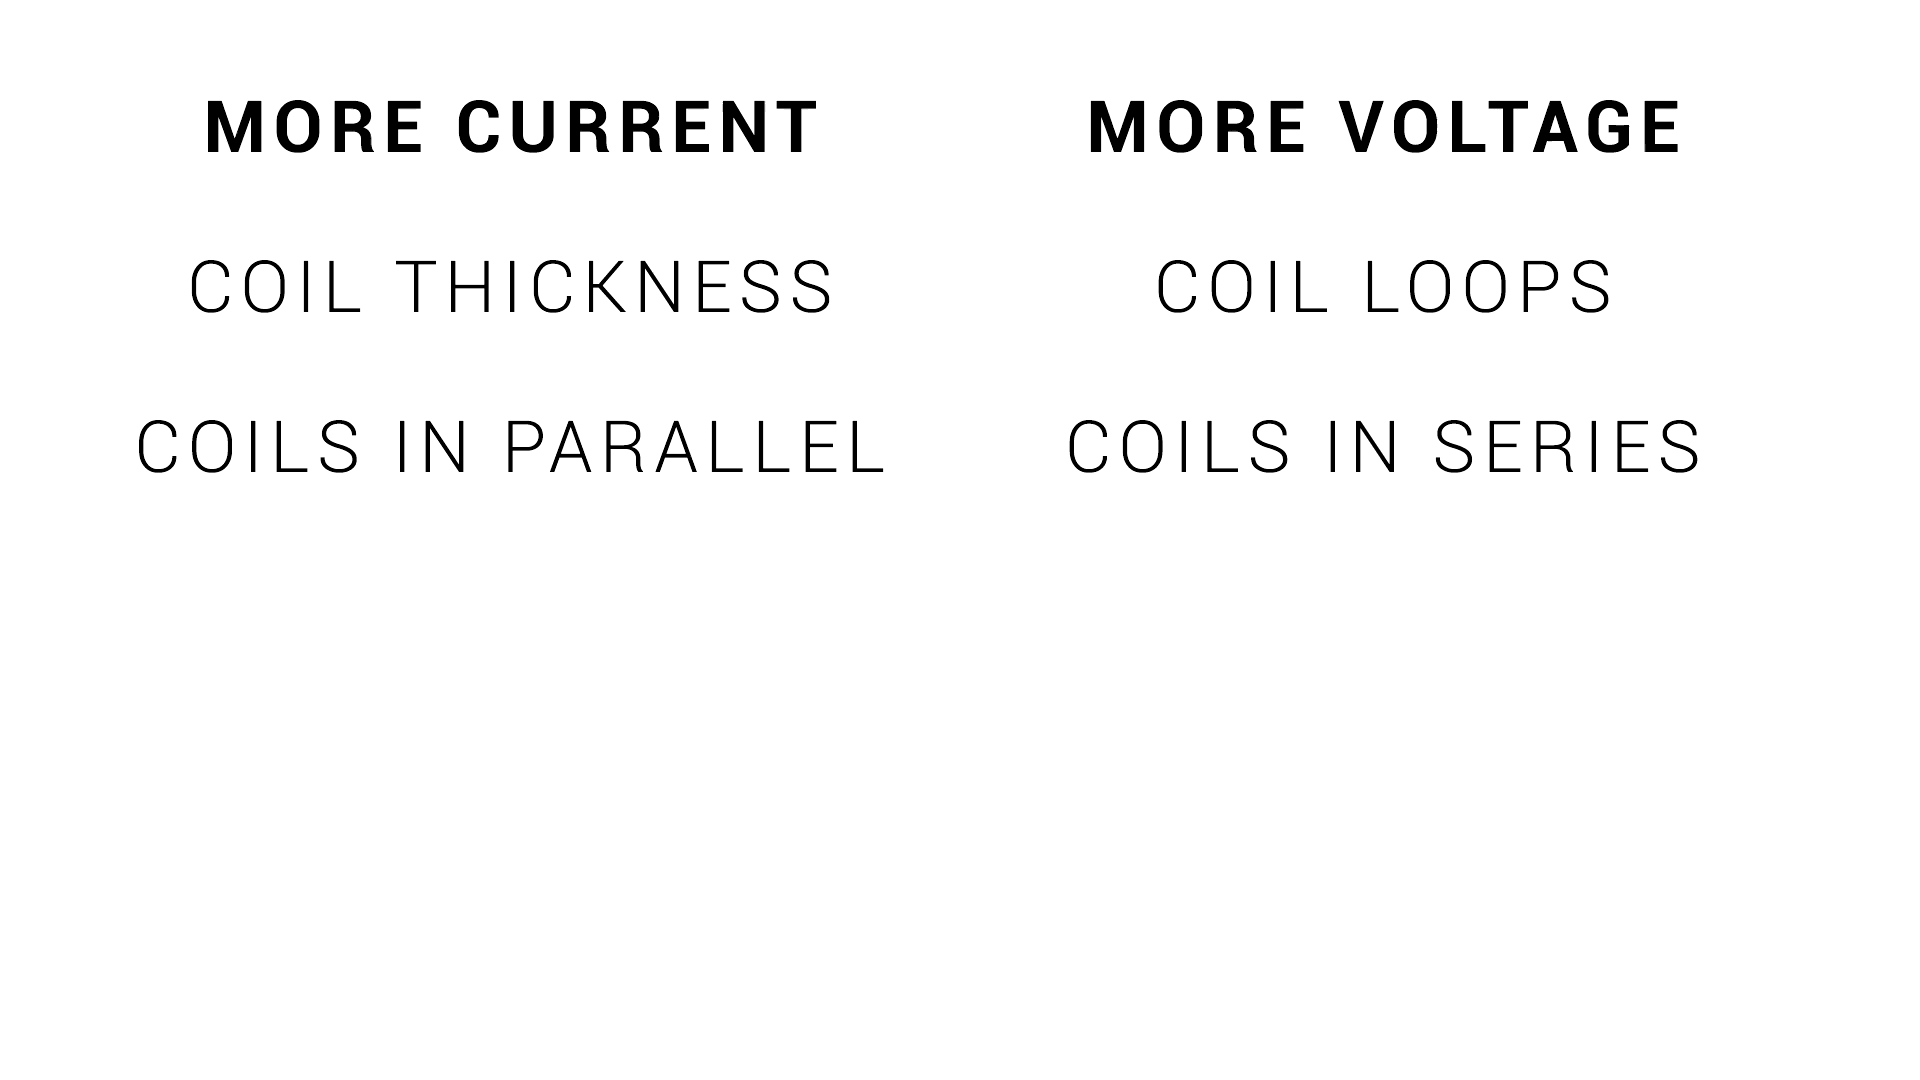 MORE CURRENT
COIL THICKNESS
COILS IN PARALLEL
MORE VOLTAGE
COIL LOOPS
COILS IN SERIES